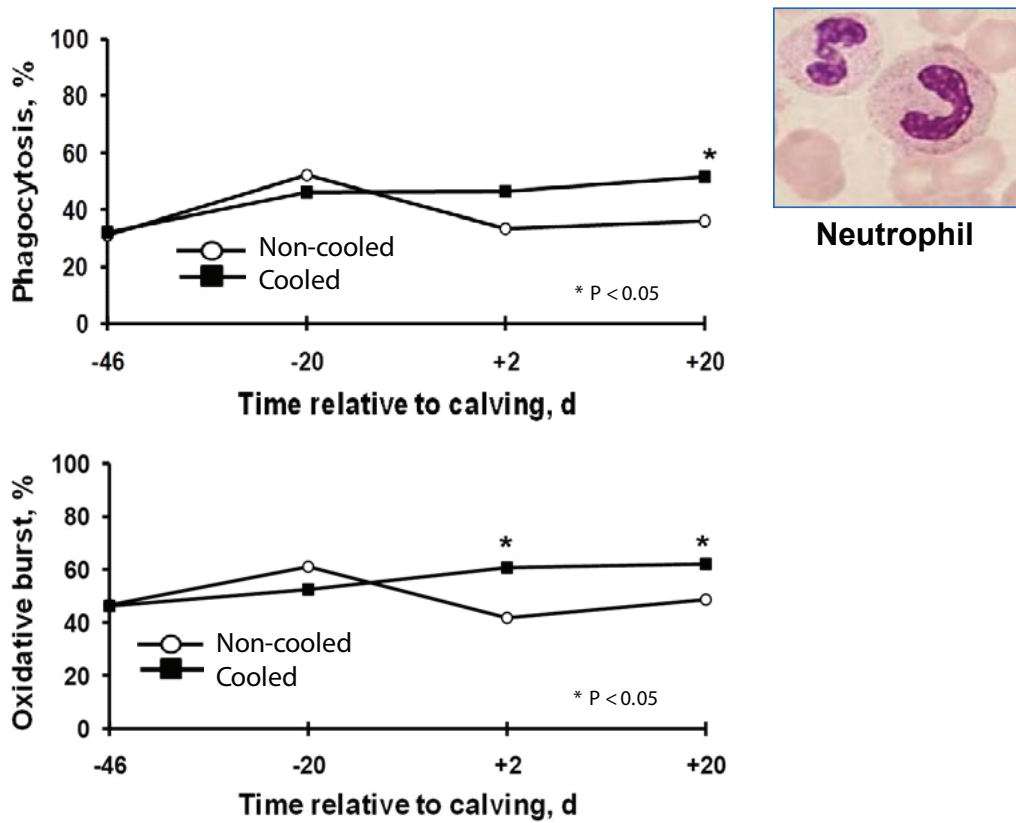 100
80
60
40
20
0
Phagocytosis, %
*
Non-cooled
Cooled
* P < 0.05
-46 -20 +2 +20
Time relative to calving, d
Neutrophil
100
80
60
40
20
0
Oxidative burst, %
* *
Non-cooled
Cooled
* P < 0.05
-46 -20 +2 +20
Time relative to calving, d